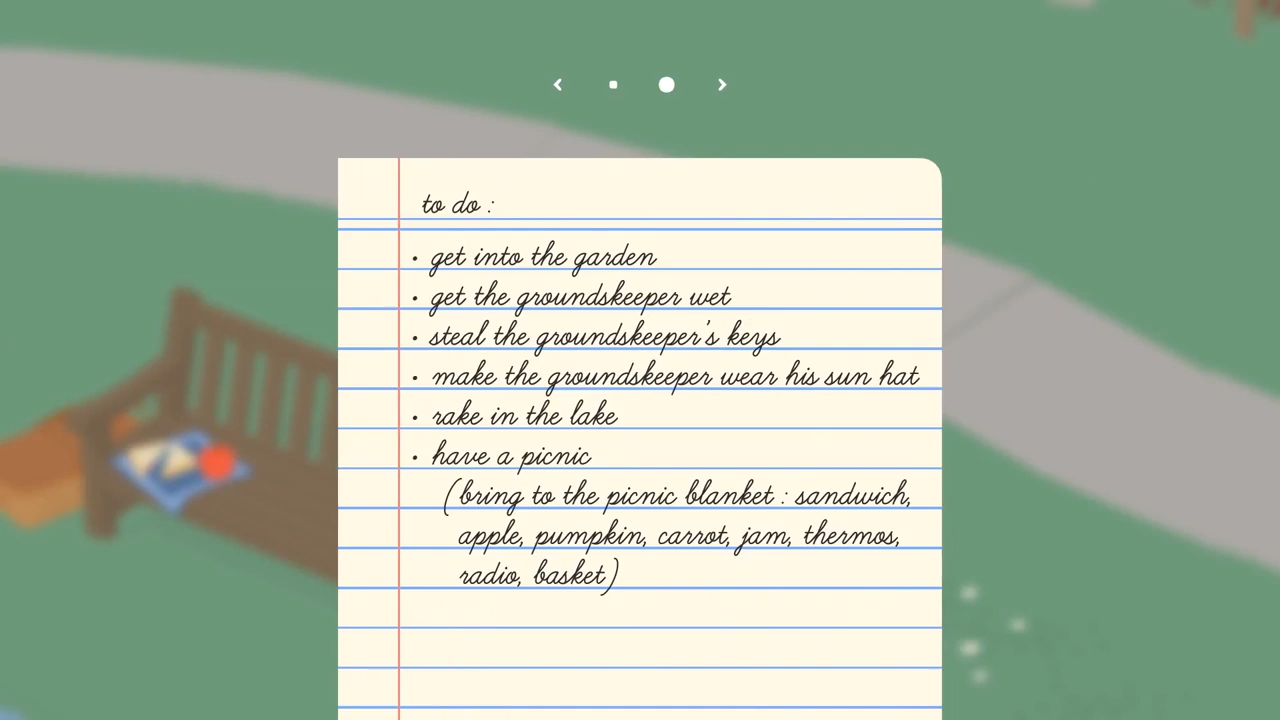 to do :
• get into the garden
• get the groundskeeper wet
• steal the groundskeeper's keys
• make the groundskeeper wear his sun hat
• rake in the lake
• have a picnic
(bring to the picnic blanket : sandwich,
apple, pumpkin, carrot, jam, thermos,
radio, basket)